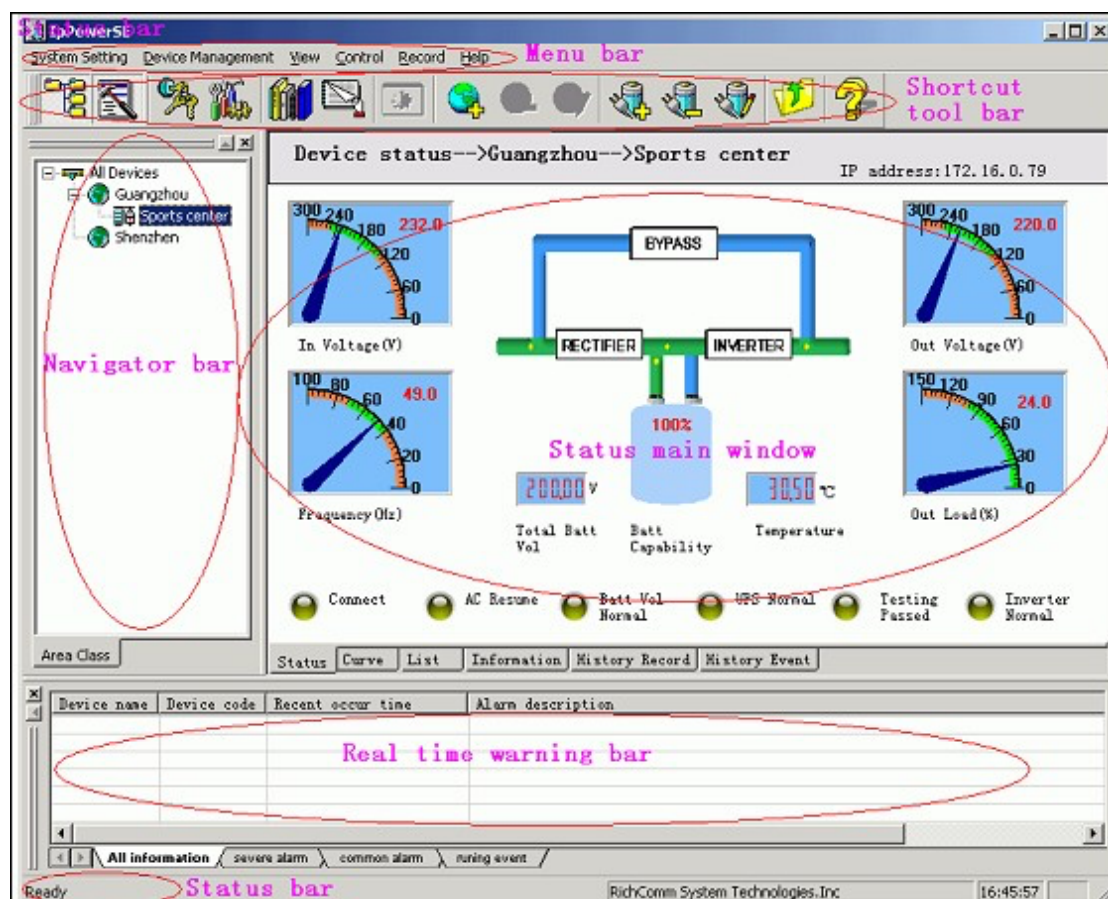 Status bar
UpPowerSE
System Setting Device Management View Control Record Help Menu bar
Shortcut
tool bar
Device status-->Guangzhou-->Sports center
IP address:172.16.0.79
All Devices
Guangzhou
Sports center
Shenzhen
Navigator bar
Area Class
300 240 180 120 60 0
232.0
In Voltage(V)
100 80 60 40 20 0
49.0
Frequency(Hz)
BYPASS
RECTIFIER
INVERTER
100%
Status main window
200.00 V
Total Batt
Vol
Batt
Capability
30.50 ℃
Temperature
300 240 180 120 60 0
220.0
Out Voltage(V)
150 120 90 60 30 0
24.0
Out Load(%)
Connect
AC Resume
Batt Vol
Normal
UPS Normal
Testing
Passed
Inverter
Normal
Status Curve List Information History Record History Event
Device name Device code Recent occur time Alarm description
Real time warning bar
All information severe alarm common alarm runing event
Ready Status bar RichComm System Technologies.Inc 16:45:57